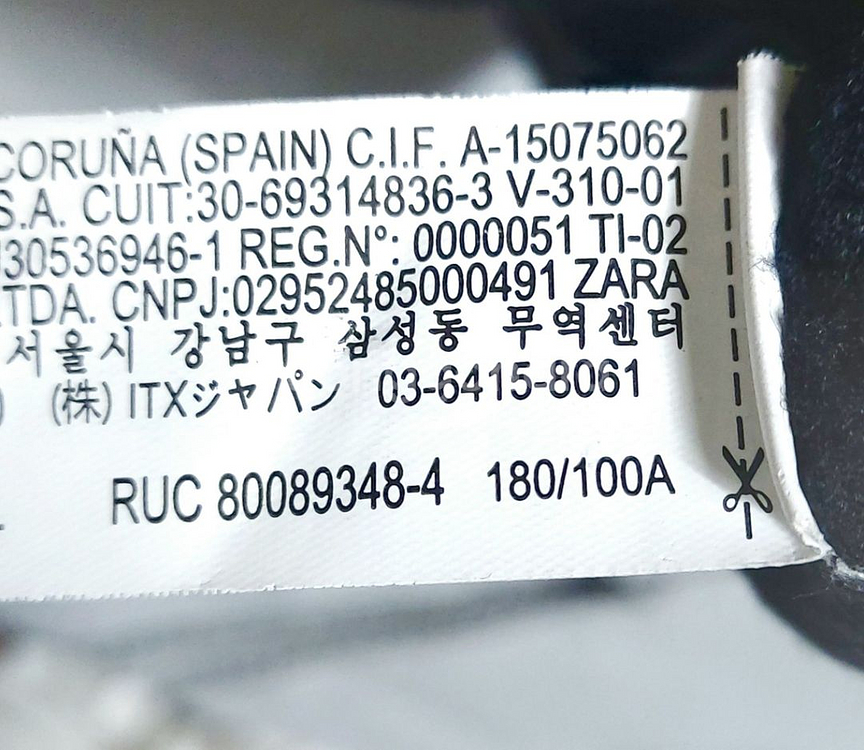 CORUÑA (SPAIN) C.I.F. A-15075062
S.A. CUIT:30-69314836-3 V-310-01
30536946-1 REG.N°: 0000051 TI-02
LTDA. CNPJ:02952485000491 ZARA
서울시 강남구 삼성동 무역센터
) (株) ITXジャパン 03-6415-8061
RUC 80089348-4 180/100A